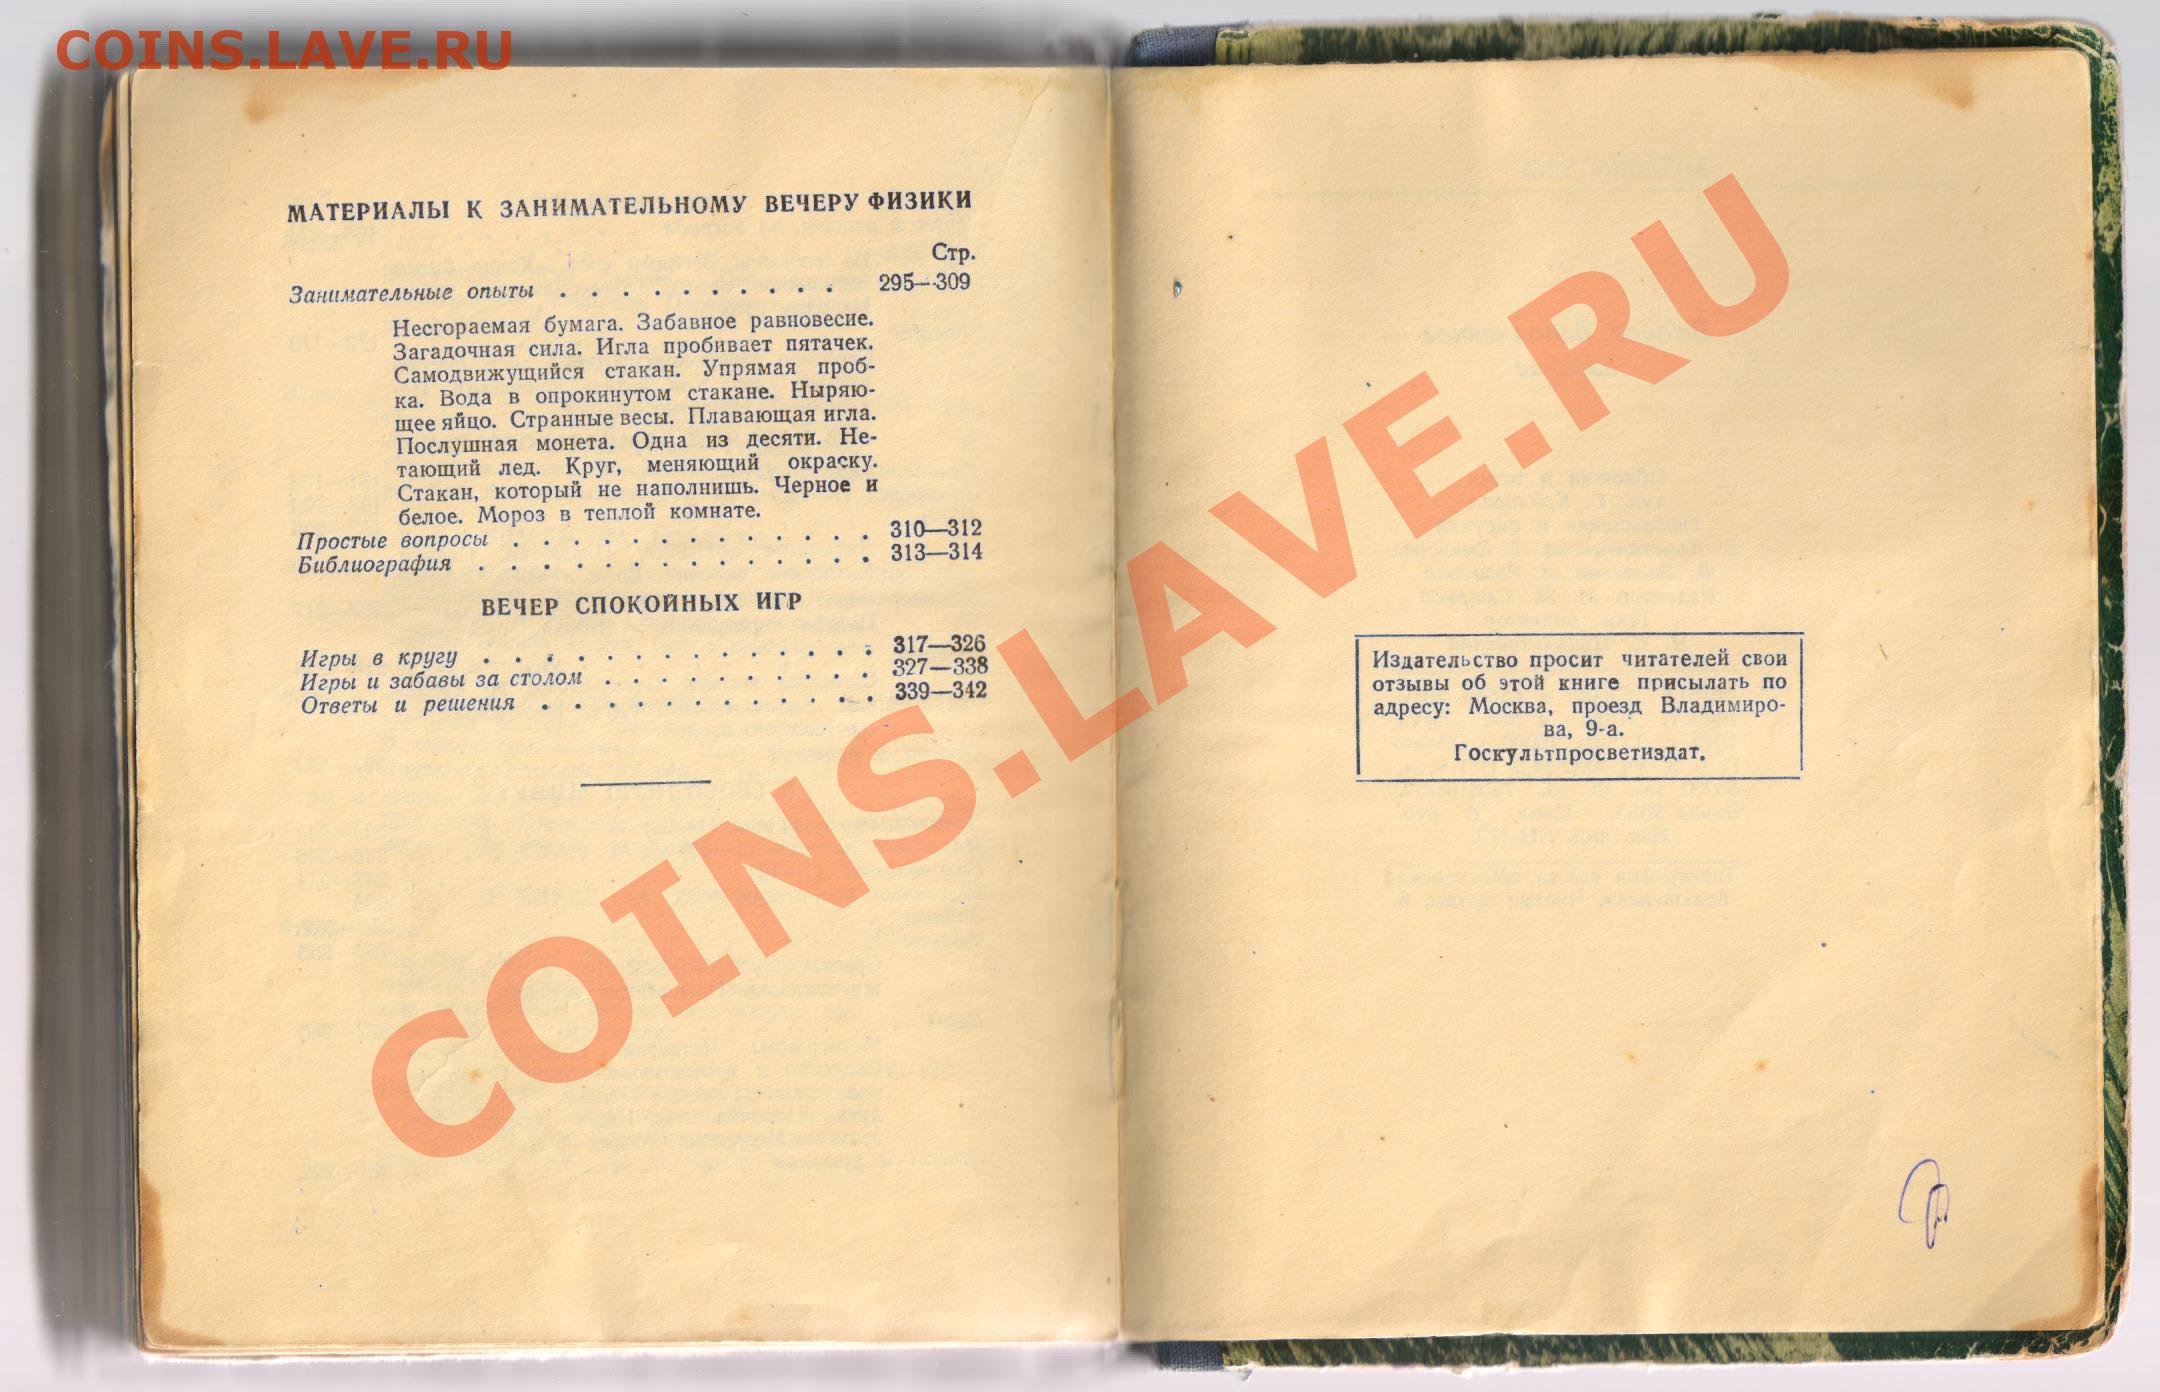 COINS.LAVE.RU
МАТЕРИАЛЫ К ЗАНИМАТЕЛЬНОМУ ВЕЧЕРУ ФИЗИКИ
Стр.
Занимательные опыты . . . . . . . . . . 295—309
Несгораемая бумага. Забавное равновесие.
Загадочная сила. Игла пробивает пятачек.
Самодвижущийся стакан. Упрямая проб-
ка. Вода в опрокинутом стакане. Ныряю-
щее яйцо. Странные весы. Плавающая игла.
Послушная монета. Одна из десяти. Не-
тающий лед. Круг, меняющий окраску.
Стакан, который не наполнишь. Черное и
белое. Мороз в теплой комнате.
Простые вопросы . . . . . . . . . . . . . 310—312
Библиография . . . . . . . . . . . . . . 313—314
ВЕЧЕР СПОКОЙНЫХ ИГР
Игры в кругу . . . . . . . . . . . . . . 317—326
Игры и забавы за столом . . . . . . . . . 327—338
Ответы и решения . . . . . . . . . . . . 339—342
Издательство просит читателей свои
отзывы об этой книге присылать по
адресу: Москва, проезд Владимиро-
ва, 9-а.
Госкультпросветиздат.
COINS.LAVE.RU